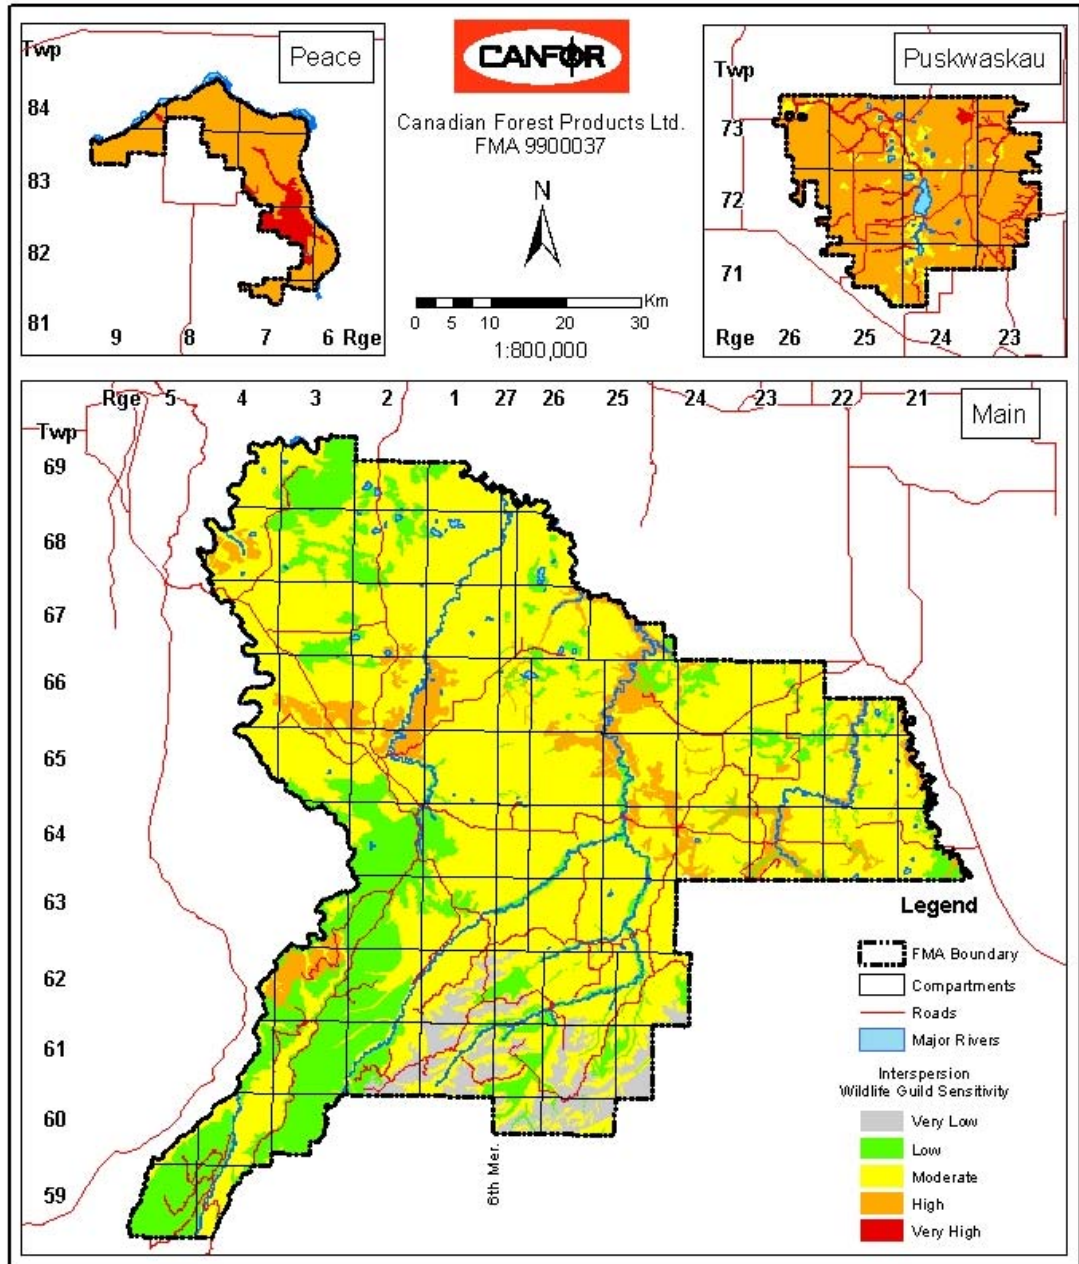 Twp
Peace
84
83
82
81
9 8 7 6 Rge
CANFOR
Canadian Forest Products Ltd.
FMA 9900037
N
Km
0 5 10 20 30
1:800,000
Puskwaskau
Twp
73
72
71
Rge 26 25 24 23
Rge 5 4 3 2 1 27 26 25 24 23 22 21
Main
Twp
69
68
67
66
65
64
63
62
61
60
59
6th Mer.
Legend
FMA Boundary
Compartments
Roads
Major Rivers
Interspersion
Wildlife Guild Sensitivity
Very Low
Low
Moderate
High
Very High